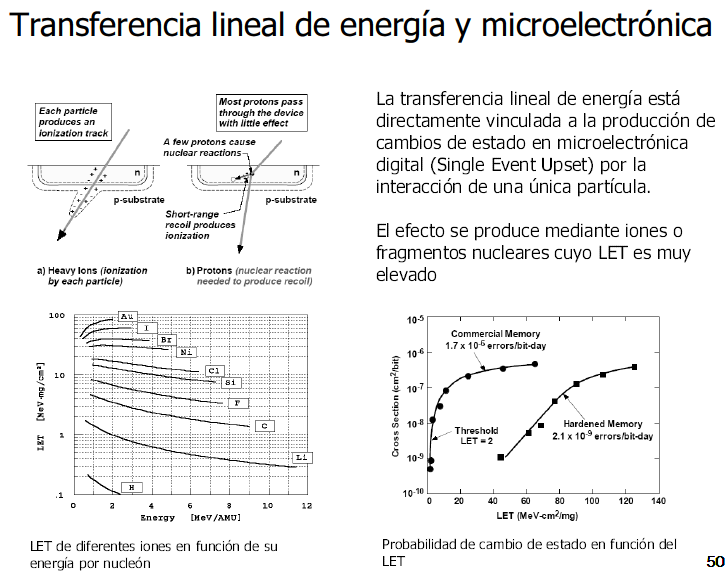 Transferencia lineal de energía y microelectrónica
Each particle
produces an
ionization track
Most protons pass
through the device
with little effect
A few protons cause
nuclear reactions
n
p-substrate
n
p-substrate
Short-range
recoil produces
ionization
a) Heavy Ions (ionization
by each particle)
b) Protons (nuclear reaction
needed to produce recoil)
La transferencia lineal de energía está
directamente vinculada a la producción de
cambios de estado en microelectrónica
digital (Single Event Upset) por la
interacción de una única partícula.
El efecto se produce mediante iones o
fragmentos nucleares cuyo LET es muy
elevado
LET [MeV-mg/cm²]
100
10
1
.1
Au
I
Br
Ni
Cl
Si
F
C
Li
H
0 2 4 6 8 10 12
Energy [MeV/AMU]
LET de diferentes iones en función de su
energía por nucleón
Cross Section (cm²/bit)
10⁻⁵
10⁻⁶
10⁻⁷
10⁻⁸
10⁻⁹
10⁻¹⁰
Commercial Memory
1.7 x 10⁻⁶ errors/bit-day
Threshold
LET = 2
Hardened Memory
2.1 x 10⁻⁹ errors/bit-day
0 20 40 60 80 100 120 140
LET (MeV-cm²/mg)
Probabilidad de cambio de estado en función del
LET
50